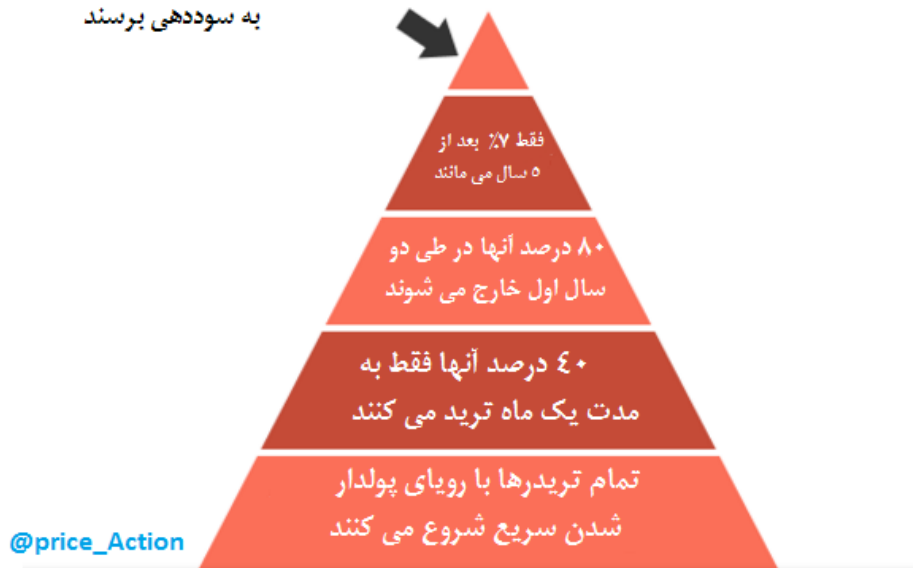 به سوددهی برسند
فقط ۷٪ بعد از
۵ سال می مانند
۸۰ درصد آنها در طی دو
سال اول خارج می شوند
٤۰ درصد آنها فقط به
مدت یک ماه ترید می کنند
تمام تریدرها با رویای پولدار
شدن سریع شروع می کنند
@price_Action